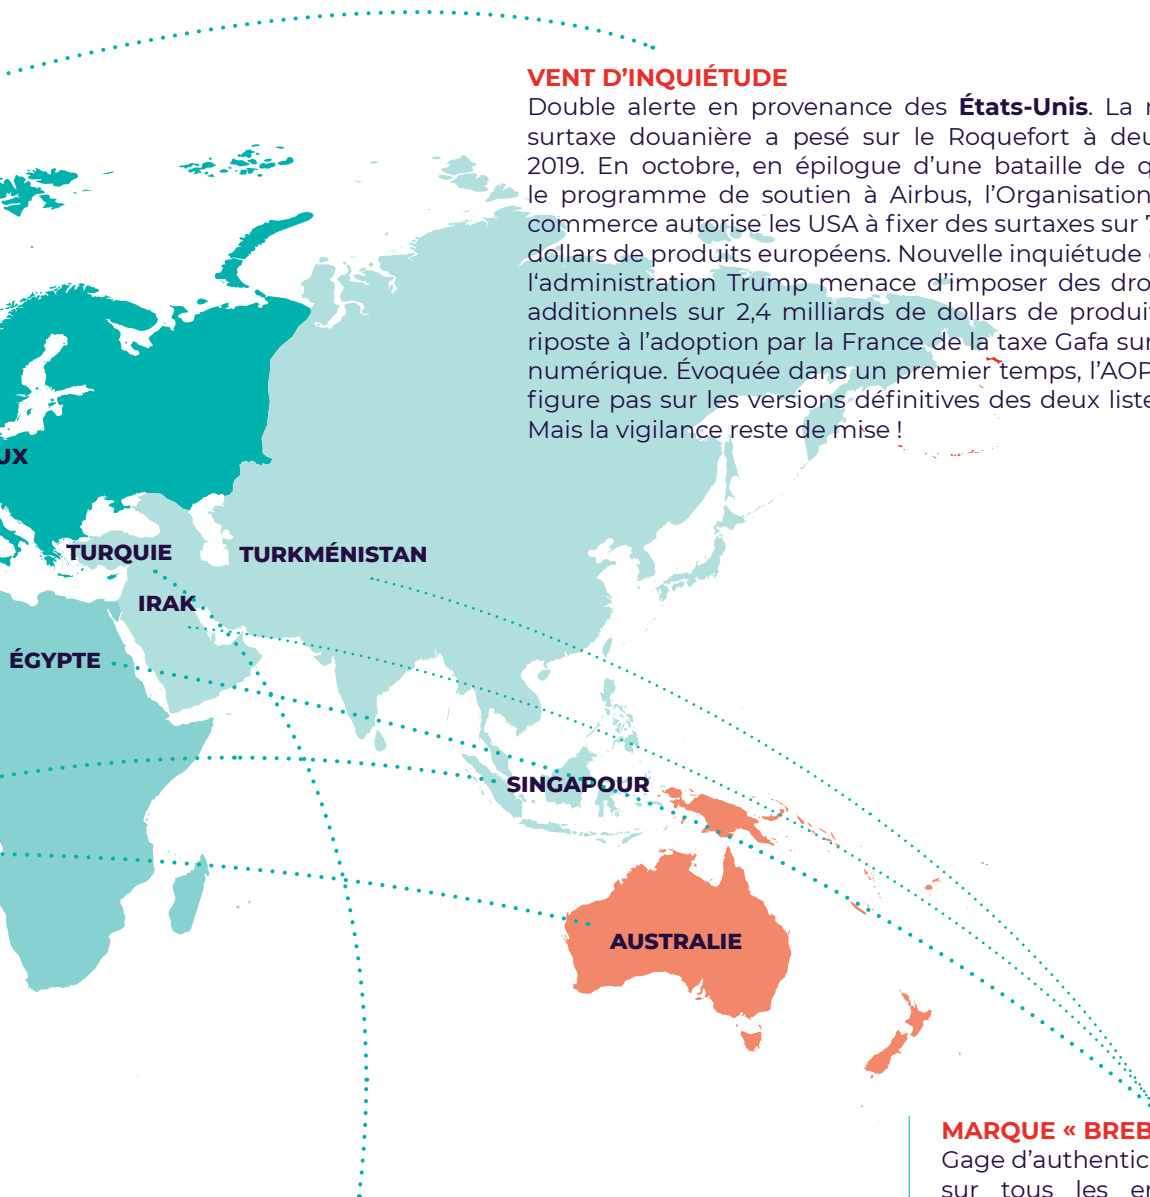 VENT D’INQUIÉTUDE
Double alerte en provenance des États-Unis. La
surtaxe douanière a pesé sur le Roquefort à
2019. En octobre, en épilogue d’une bataille de
le programme de soutien à Airbus, l’Organisation
commerce autorise les USA à fixer des surtaxes sur
dollars de produits européens. Nouvelle inquiétude
l‘administration Trump menace d’imposer des
additionnels sur 2,4 milliards de dollars de
riposte à l’adoption par la France de la taxe Gafa sur
numérique. Évoquée dans un premier temps, l’AOP
figure pas sur les versions définitives des deux
Mais la vigilance reste de mise !
UX
TURQUIE
TURKMÉNISTAN
IRAK
ÉGYPTE
SINGAPOUR
AUSTRALIE
MARQUE « BREB
Gage d’authentic
sur tous les